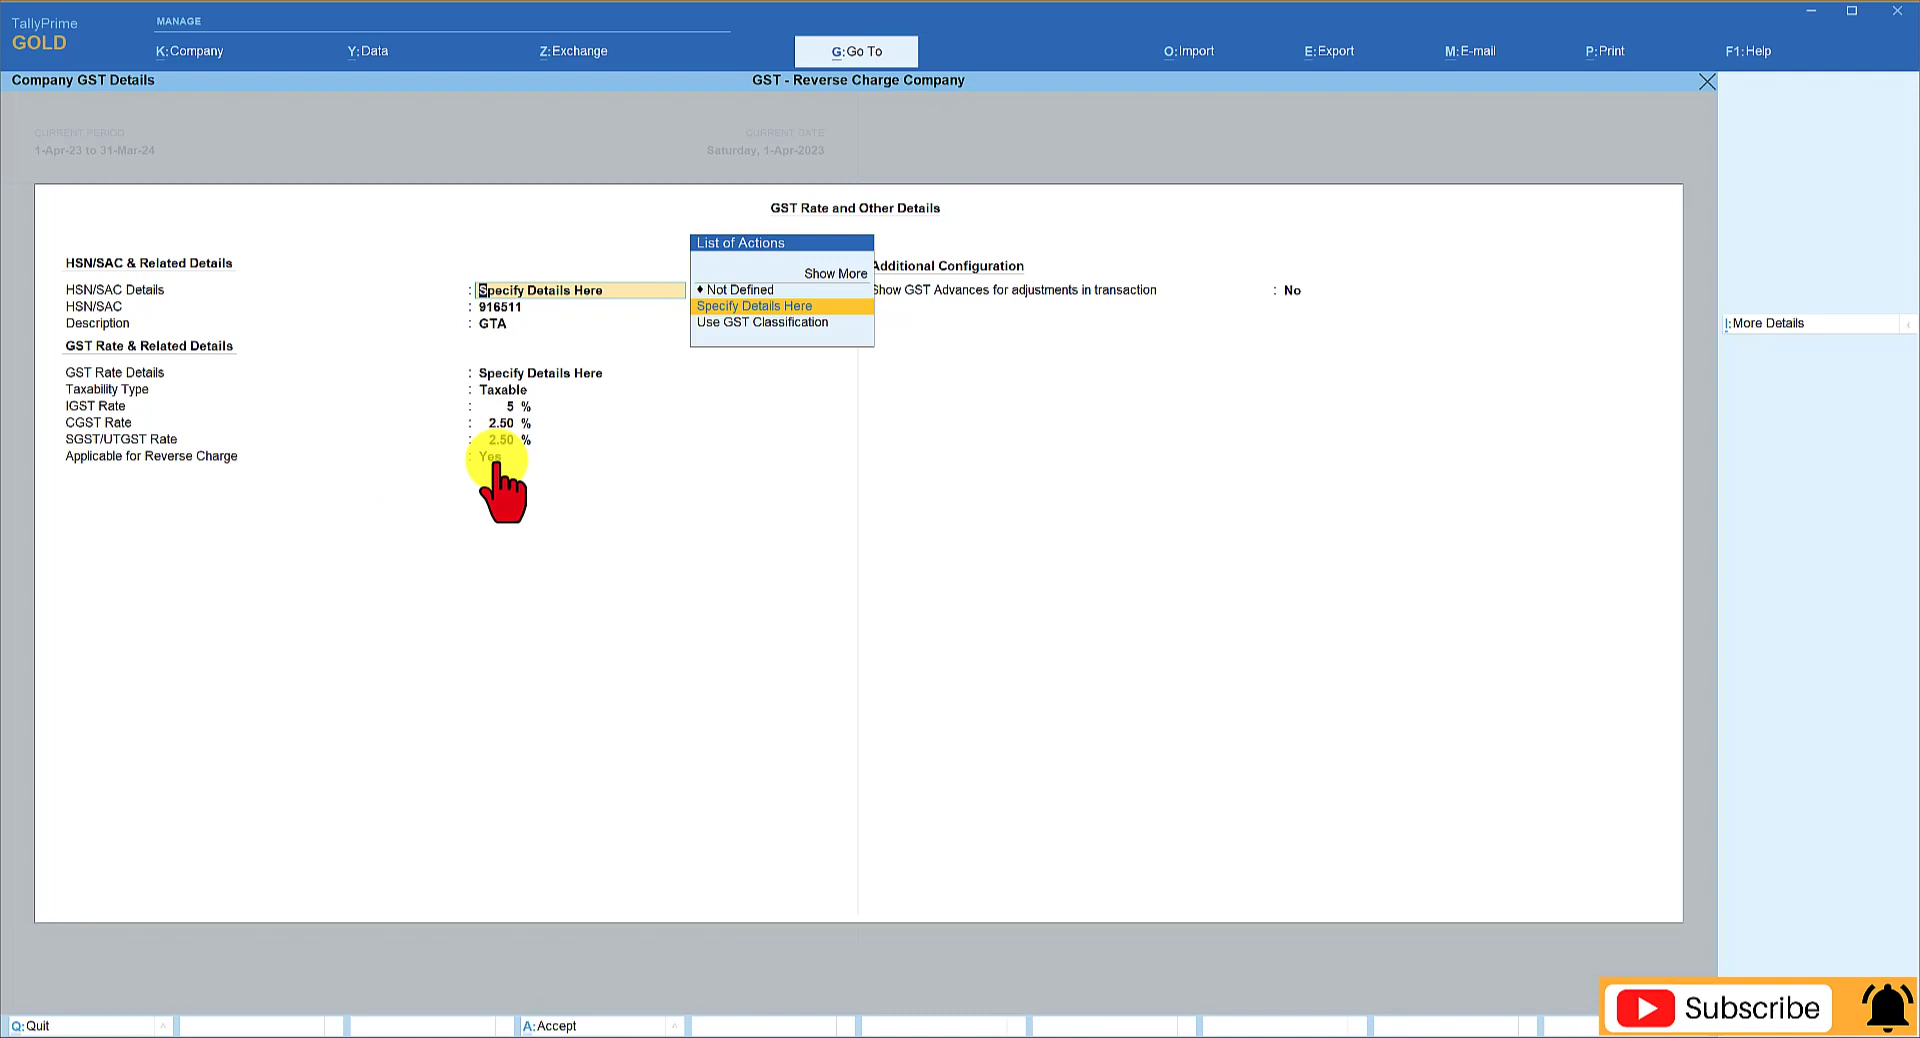 TallyPrime
GOLD
MANAGE
K:Company
Y:Data
Z:Exchange
G:Go To
O:Import
E:Export
M:E-mail
P:Print
F1:Help
Company GST Details
GST - Reverse Charge Company
CURRENT PERIOD
1-Apr-23 to 31-Mar-24
CURRENT DATE
Saturday, 1-Apr-2023
GST Rate and Other Details
HSN/SAC & Related Details
HSN/SAC Details : Specify Details Here
HSN/SAC : 916511
Description : GTA
GST Rate & Related Details
GST Rate Details : Specify Details Here
Taxability Type : Taxable
IGST Rate : 5 %
CGST Rate : 2.50 %
SGST/UTGST Rate : 2.50 %
Applicable for Reverse Charge : Yes
List of Actions
Show More
♦ Not Defined
Specify Details Here
Use GST Classification
Additional Configuration
Show GST Advances for adjustments in transaction : No
I:More Details
Q:Quit
A:Accept
Subscribe